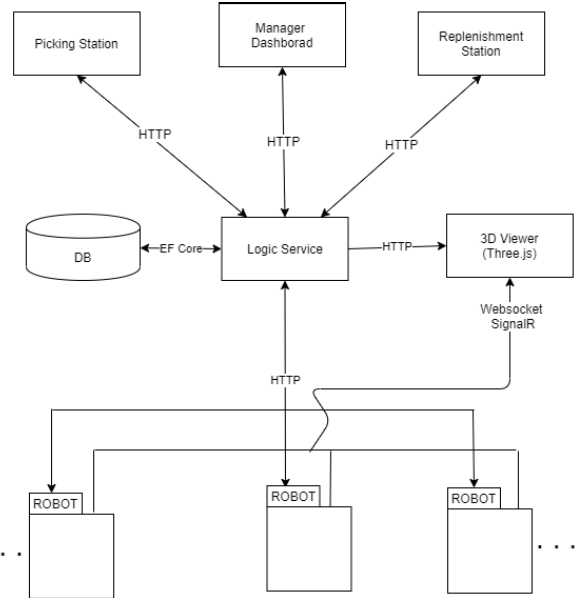 Picking Station
Manager
Dashborad
Replenishment
Station
HTTP
HTTP
HTTP
DB
EF Core
Logic Service
HTTP
3D Viewer
(Three.js)
Websocket
SignalR
HTTP
ROBOT
ROBOT
ROBOT
. .
. . .